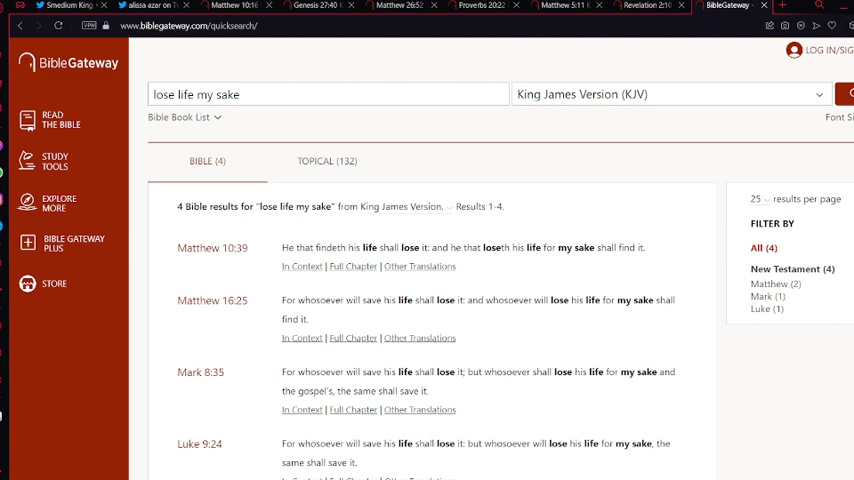 Smedium King
alissa azar on Tw
Matthew 10:16
Genesis 27:40 K
Matthew 26:52
Proverbs 20:22
Matthew 5:11 K
Revelation 2:10
BibleGateway -
VPN www.biblegateway.com/quicksearch/
BibleGateway
LOG IN/SIG
lose life my sake
King James Version (KJV)
Bible Book List
Font Si
READ
THE BIBLE
STUDY
TOOLS
EXPLORE
MORE
BIBLE GATEWAY
PLUS
STORE
BIBLE (4) TOPICAL (132)
4 Bible results for "lose life my sake" from King James Version. Results 1-4.
Matthew 10:39
He that findeth his life shall lose it: and he that loseth his life for my sake shall find it.
In Context | Full Chapter | Other Translations
Matthew 16:25
For whosoever will save his life shall lose it: and whosoever will lose his life for my sake shall
find it.
In Context | Full Chapter | Other Translations
Mark 8:35
For whosoever will save his life shall lose it; but whosoever shall lose his life for my sake and
the gospel's, the same shall save it.
In Context | Full Chapter | Other Translations
Luke 9:24
For whosoever will save his life shall lose it: but whosoever will lose his life for my sake, the
same shall save it.
In Context | Full Chapter | Other Translations
25 results per page
FILTER BY
All (4)
New Testament (4)
Matthew (2)
Mark (1)
Luke (1)